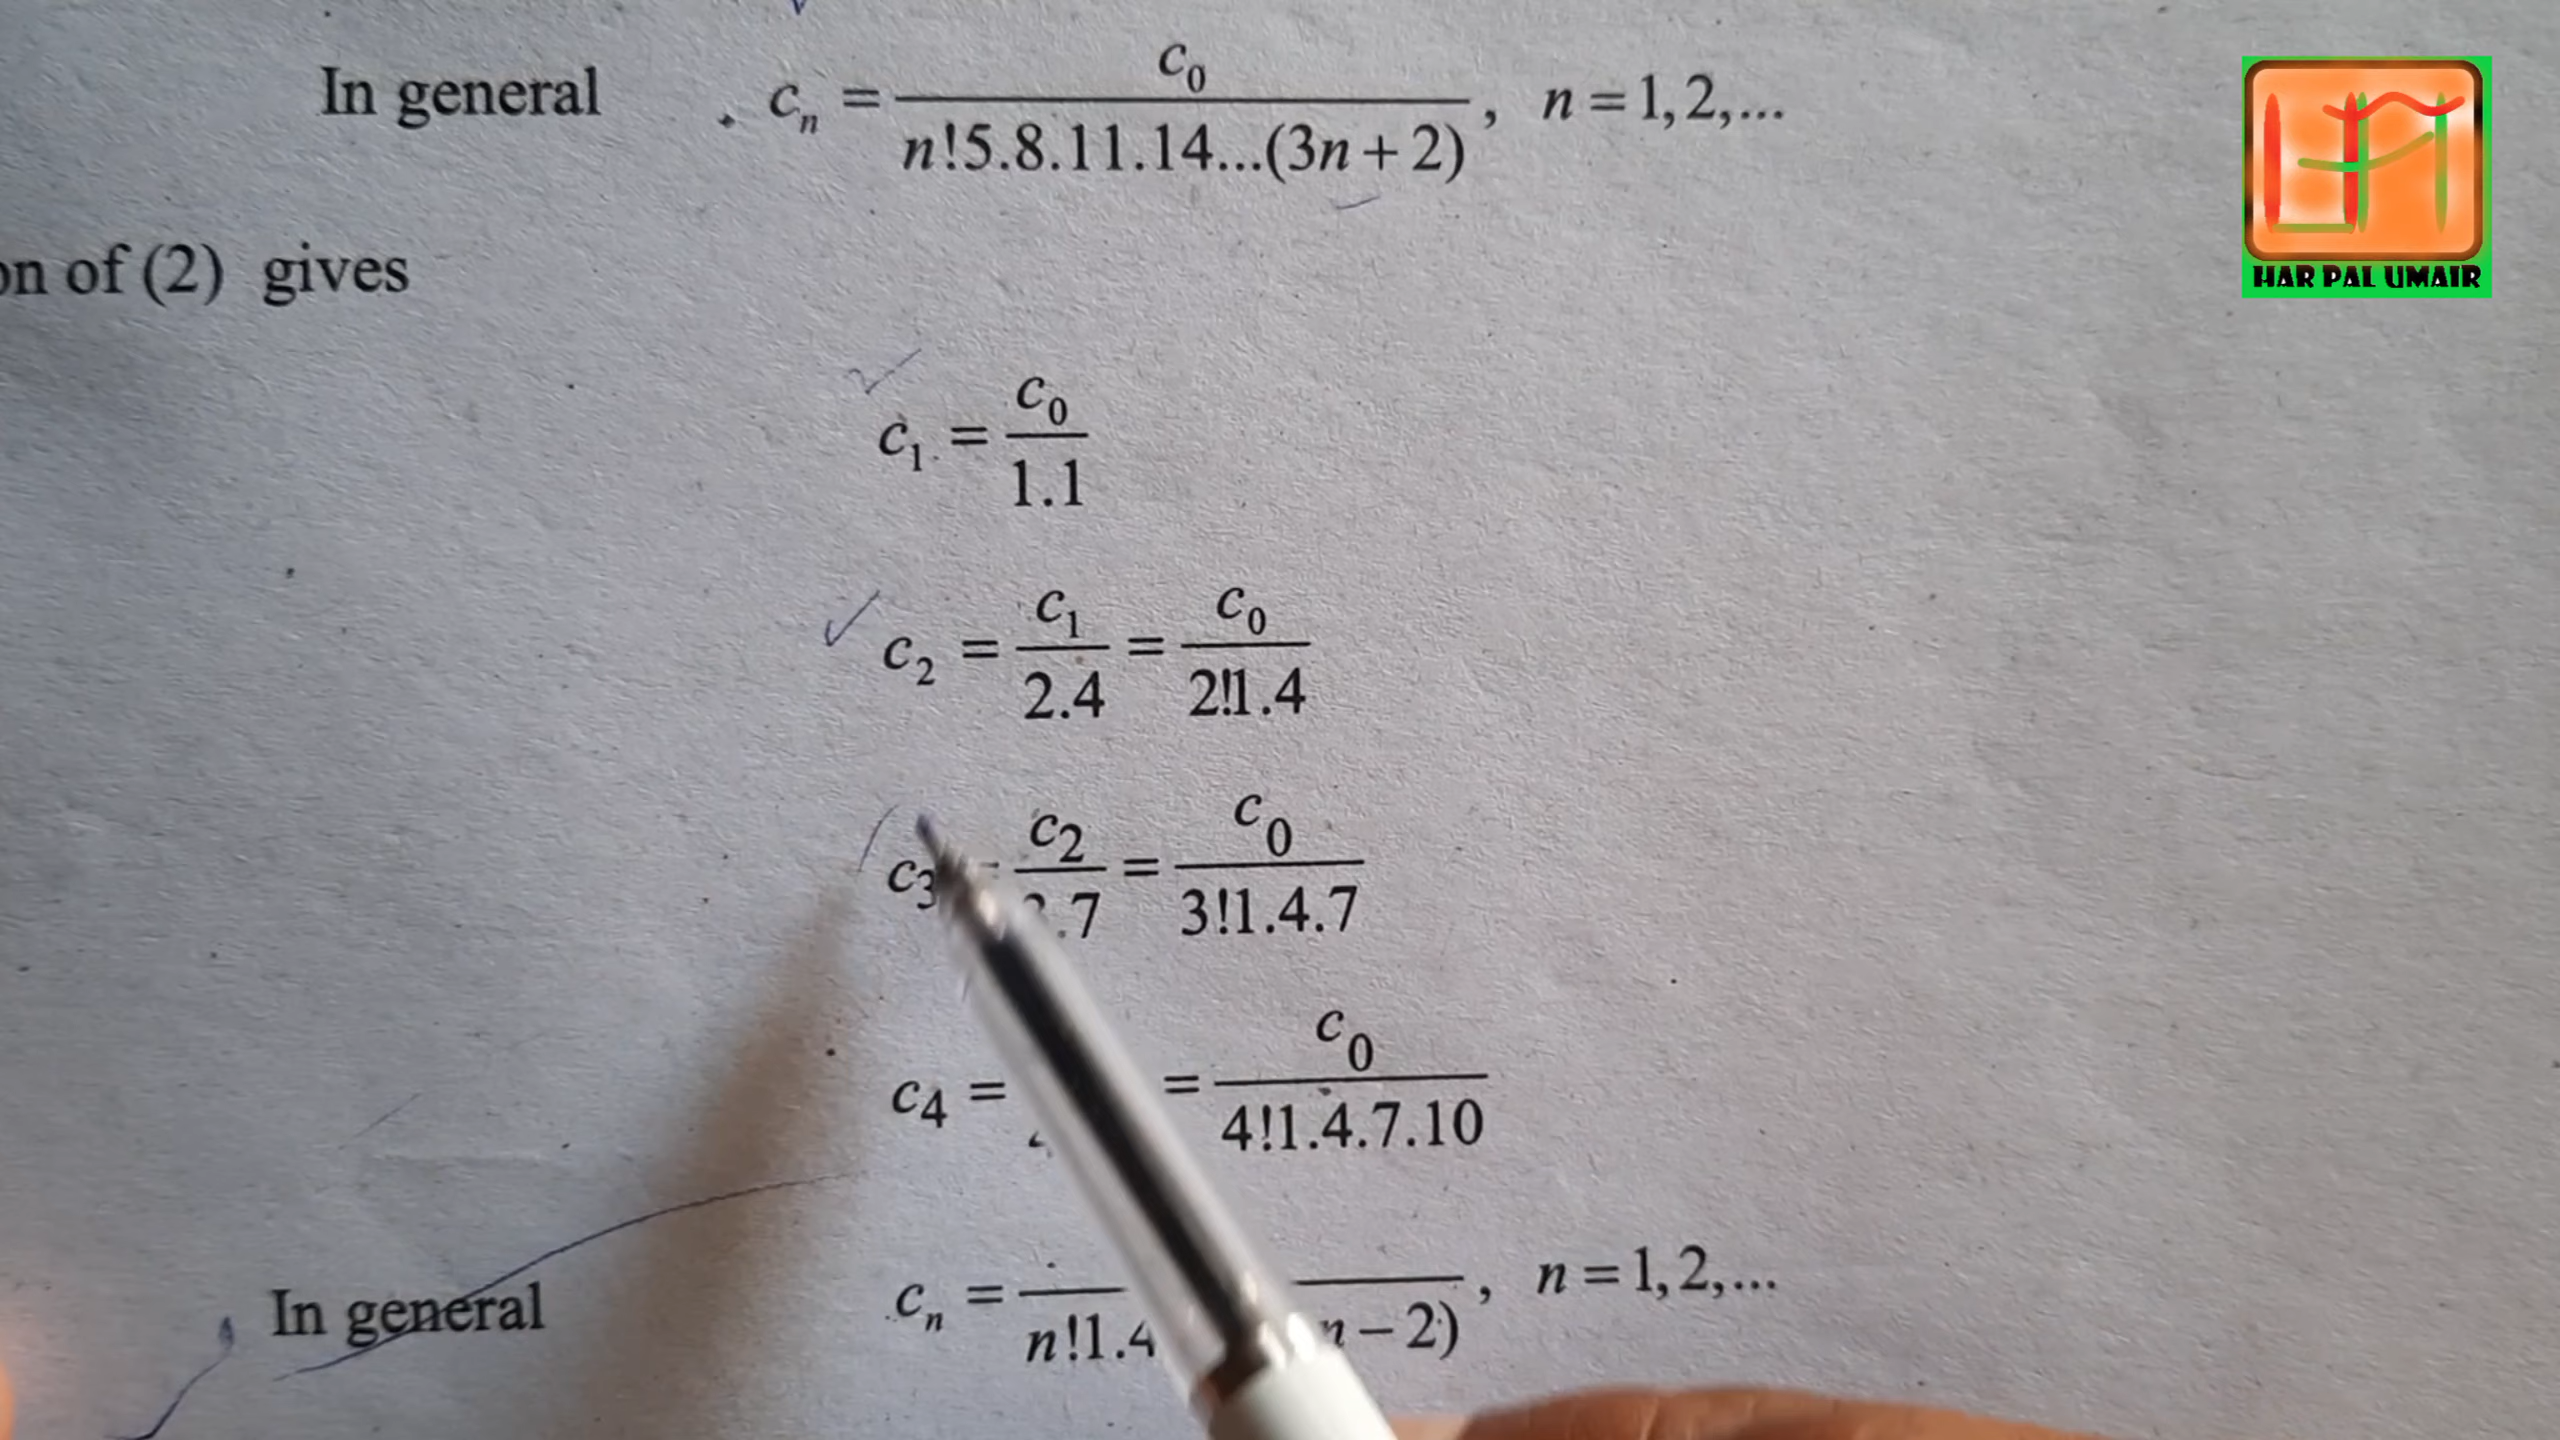 In general c_n = c_0 / n!5.8.11.14...(3n + 2), n = 1, 2, ...
HAR PAL UMAIR
on of (2) gives
c_1 = c_0 / 1.1
c_2 = c_1 / 2.4 = c_0 / 2!1.4
c_3 = c_2 / .7 = c_0 / 3!1.4.7
c_4 = = c_0 / 4!1.4.7.10
In general c_n = / n!1.4 n − 2), n = 1, 2, ...